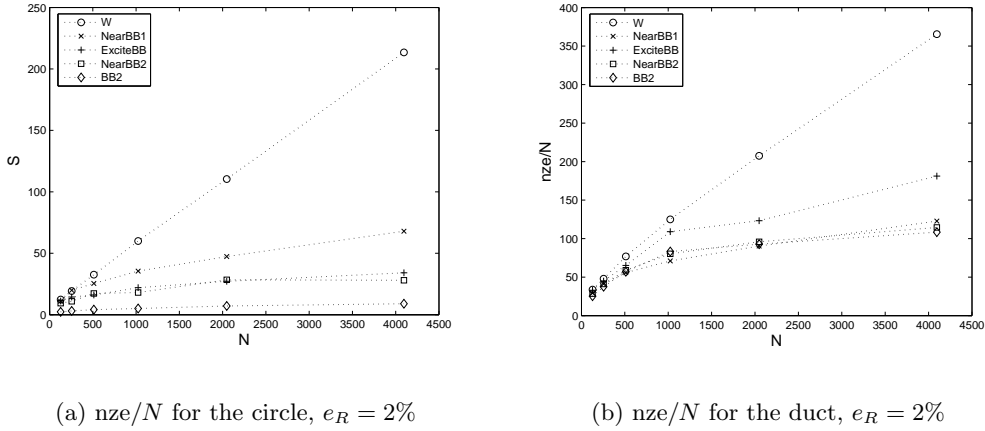 250
200
150
100
50
0
S
W
NearBB1
ExciteBB
NearBB2
BB2
0 500 1000 1500 2000 2500 3000 3500 4000 4500
N
400
350
300
250
200
150
100
50
0
nze/N
W
NearBB1
ExciteBB
NearBB2
BB2
0 500 1000 1500 2000 2500 3000 3500 4000 4500
N
(a) nze/N for the circle, e_R = 2%
(b) nze/N for the duct, e_R = 2%